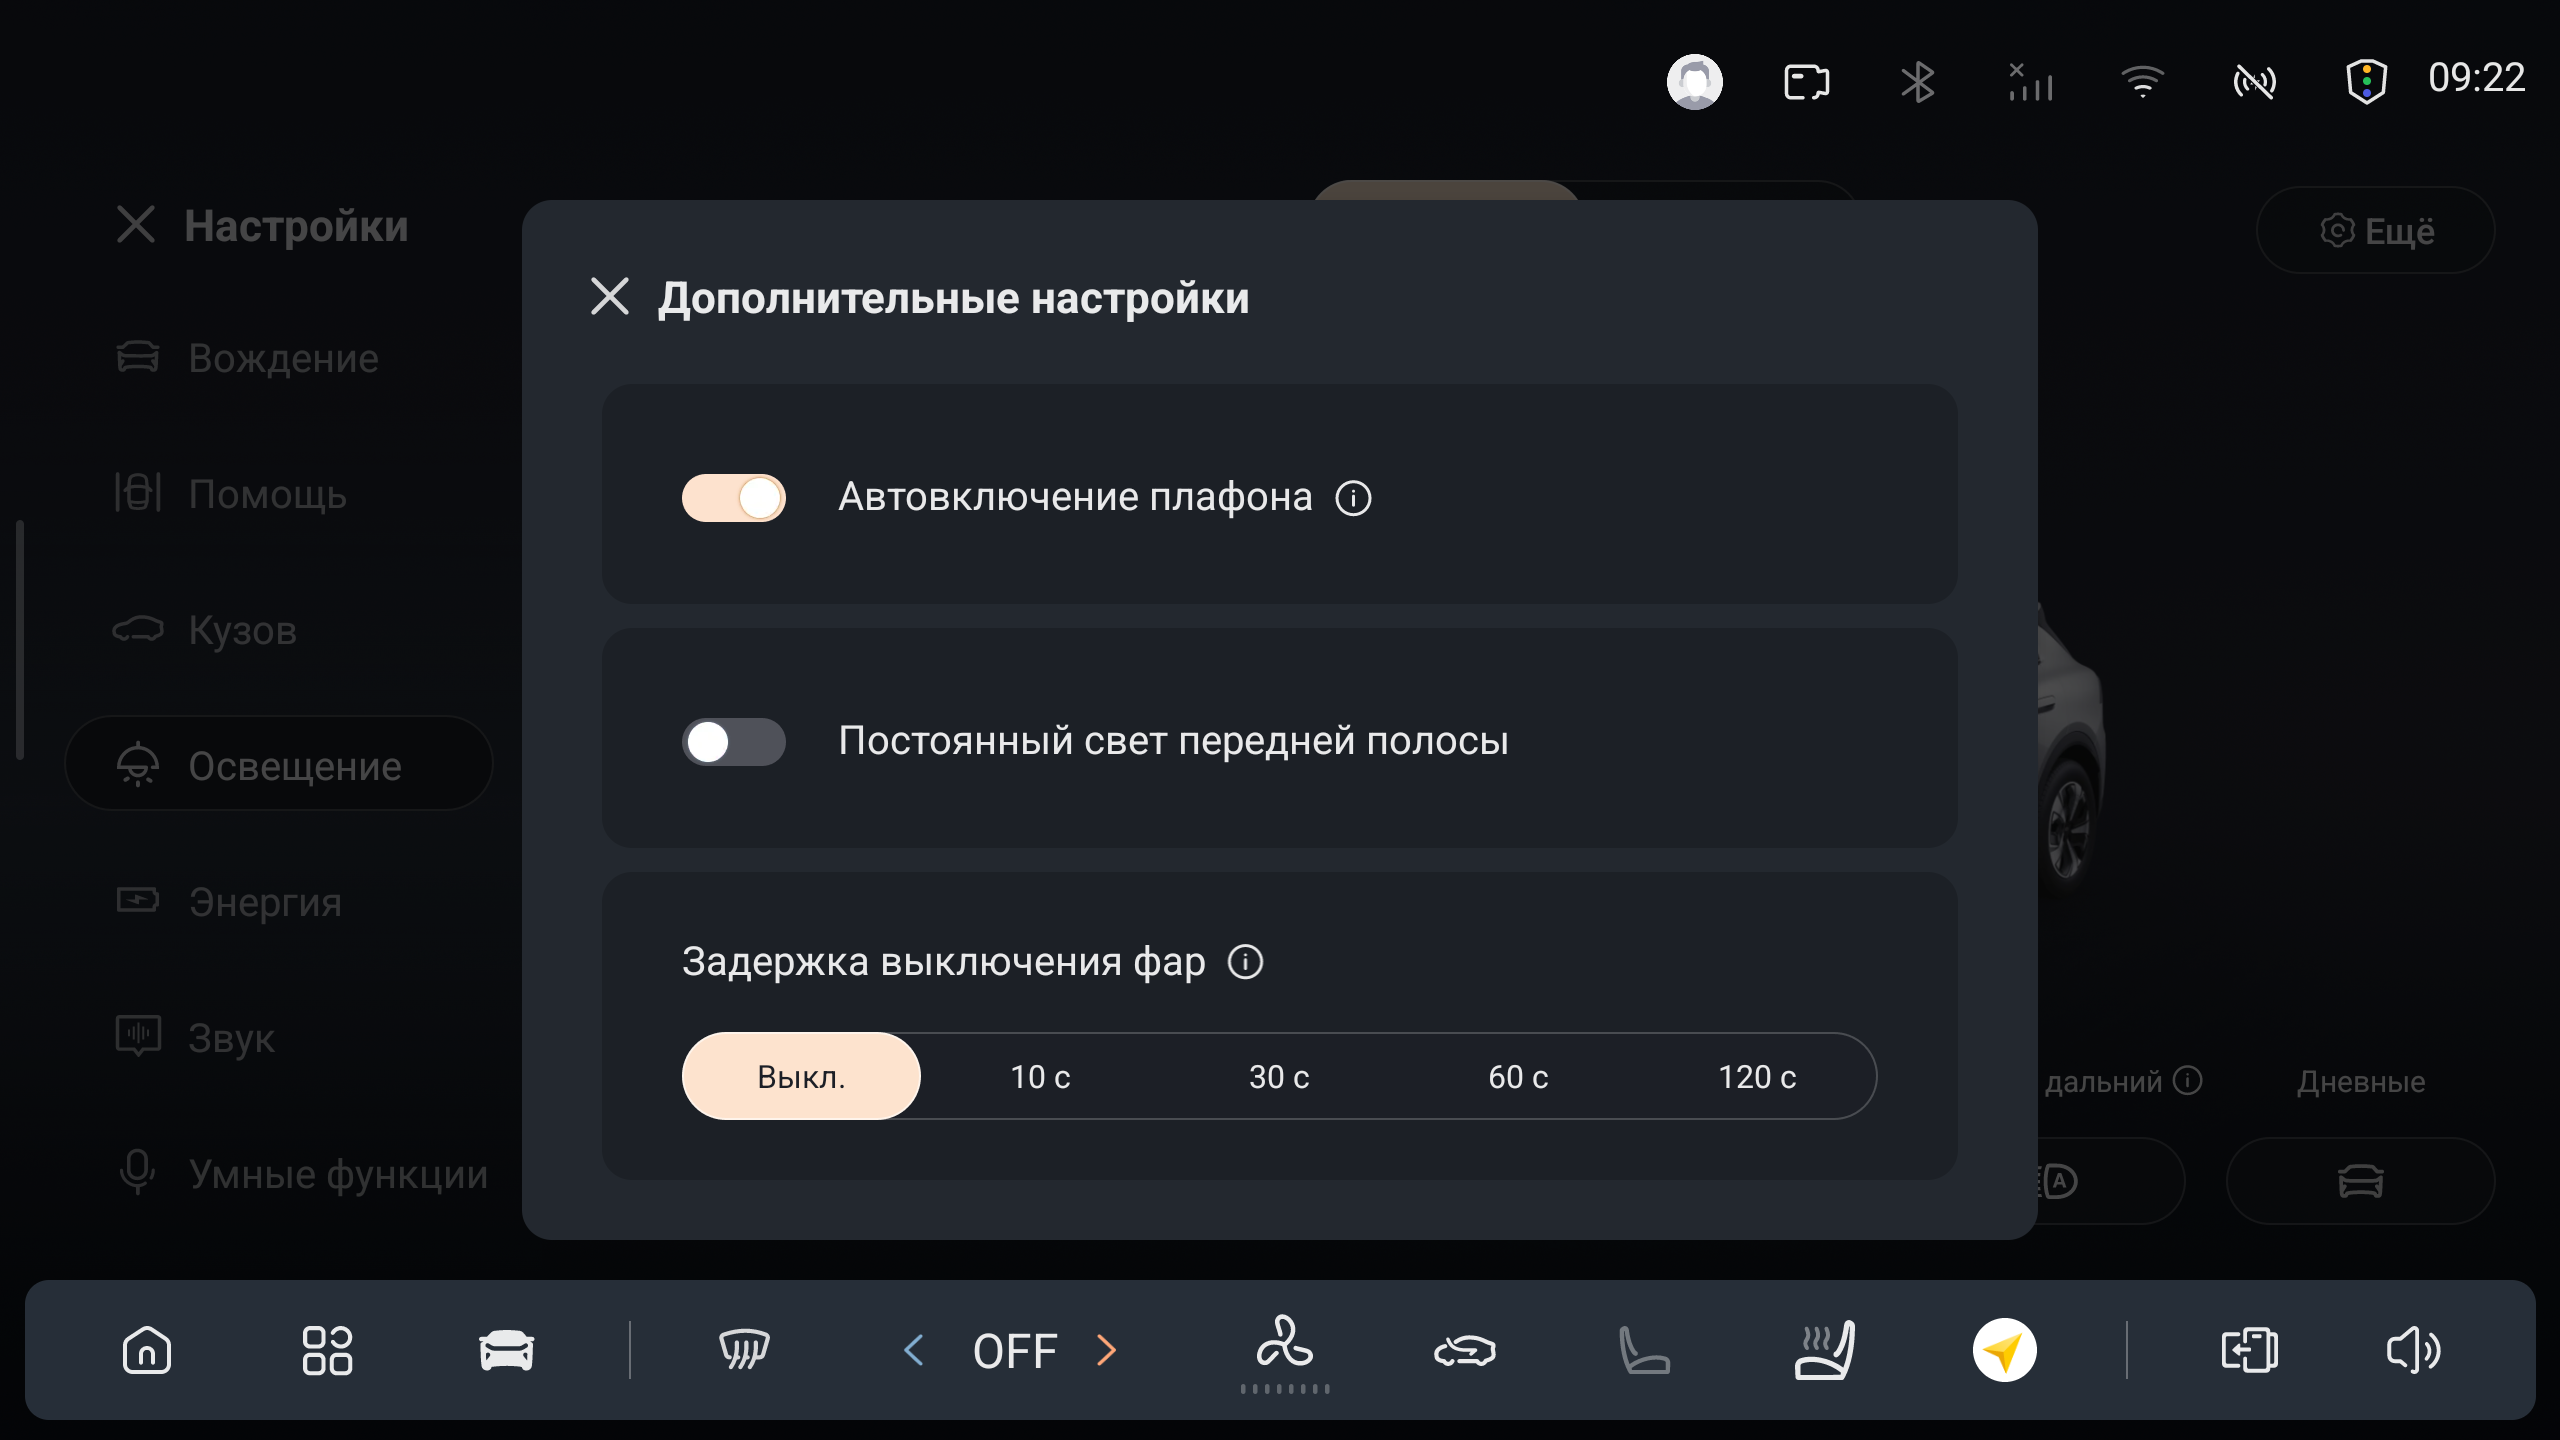 09:22
Настройки
Ещё
Дополнительные настройки
Вождение
Помощь
Кузов
Освещение
Энергия
Звук
Умные функции
Автовключение плафона
Постоянный свет передней полосы
Задержка выключения фар
Выкл.
10 с
30 с
60 с
120 с
дальний
Дневные
A
OFF